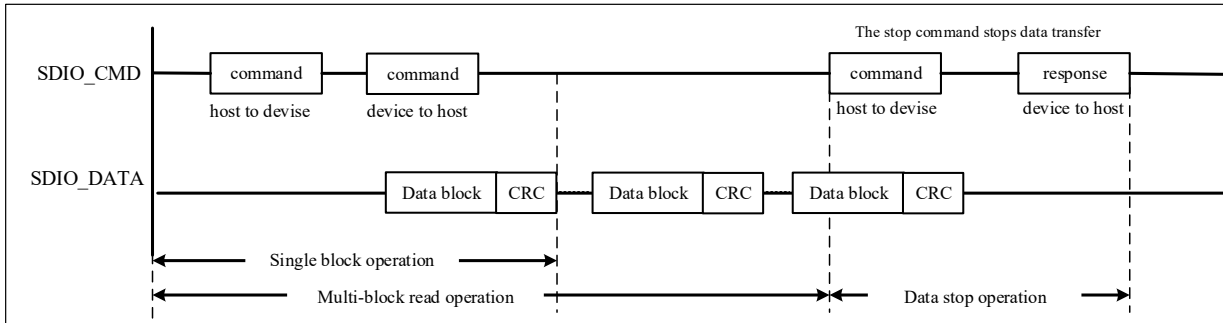 The stop command stops data transfer
SDIO_CMD command command command response
host to devise device to host host to devise device to host
SDIO_DATA Data block CRC Data block CRC Data block CRC
Single block operation
Multi-block read operation Data stop operation